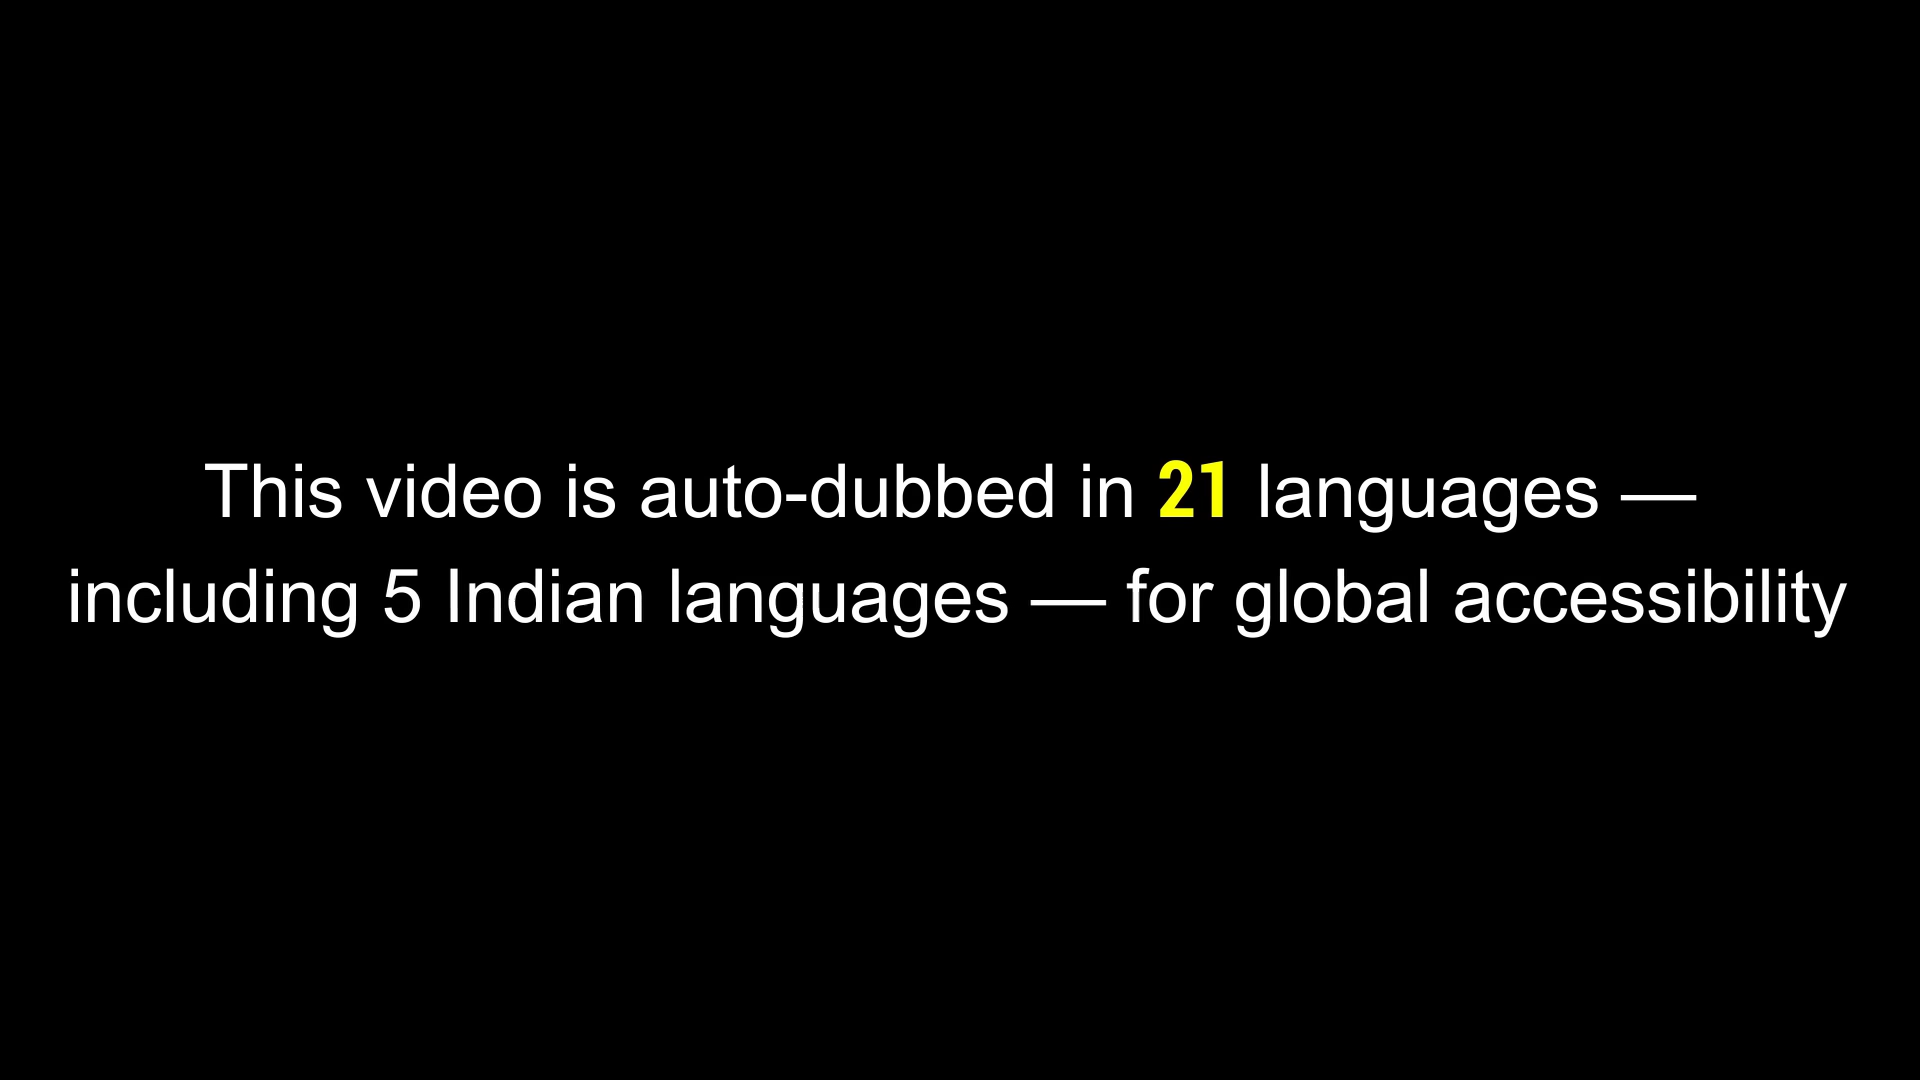 This video is auto-dubbed in 21 languages —
including 5 Indian languages — for global accessibility